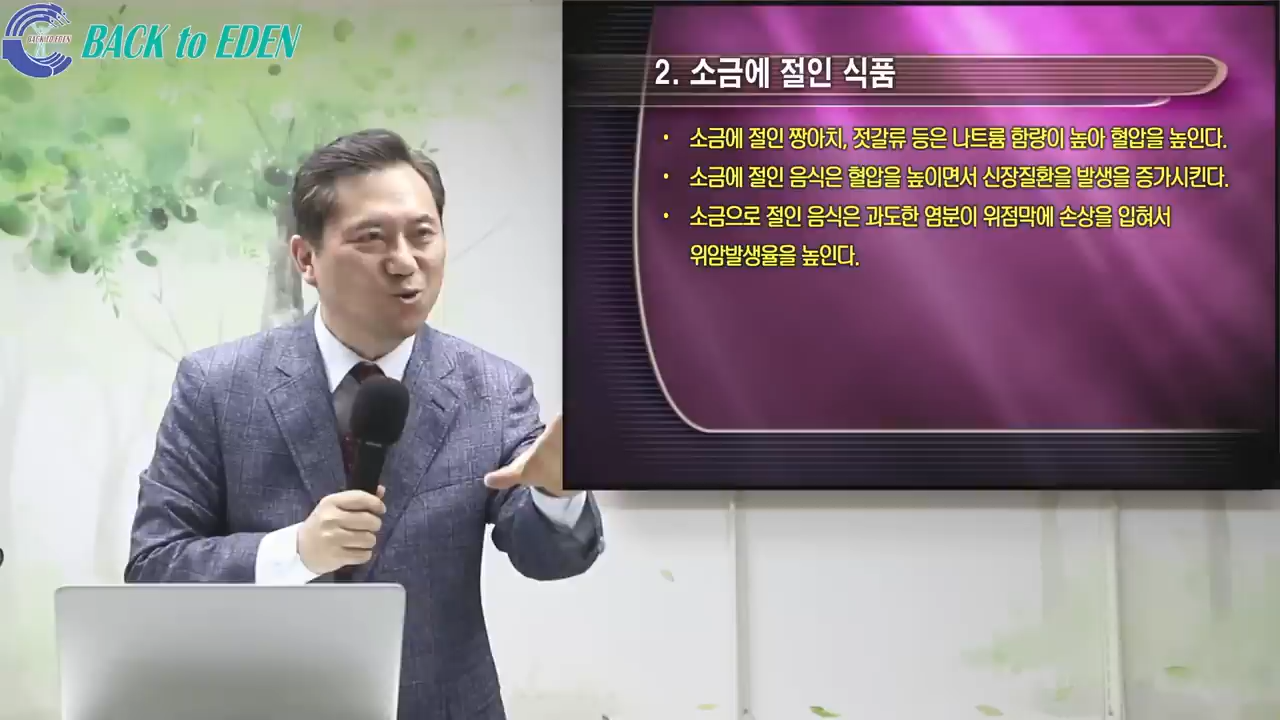 BACK to EDEN
BACK TO EDEN
2. 소금에 절인 식품
• 소금에 절인 짱아치, 젓갈류 등은 나트륨 함량이 높아 혈압을 높인다.
• 소금에 절인 음식은 혈압을 높이면서 신장질환을 발생을 증가시킨다.
• 소금으로 절인 음식은 과도한 염분이 위점막에 손상을 입혀서
위암발생율을 높인다.